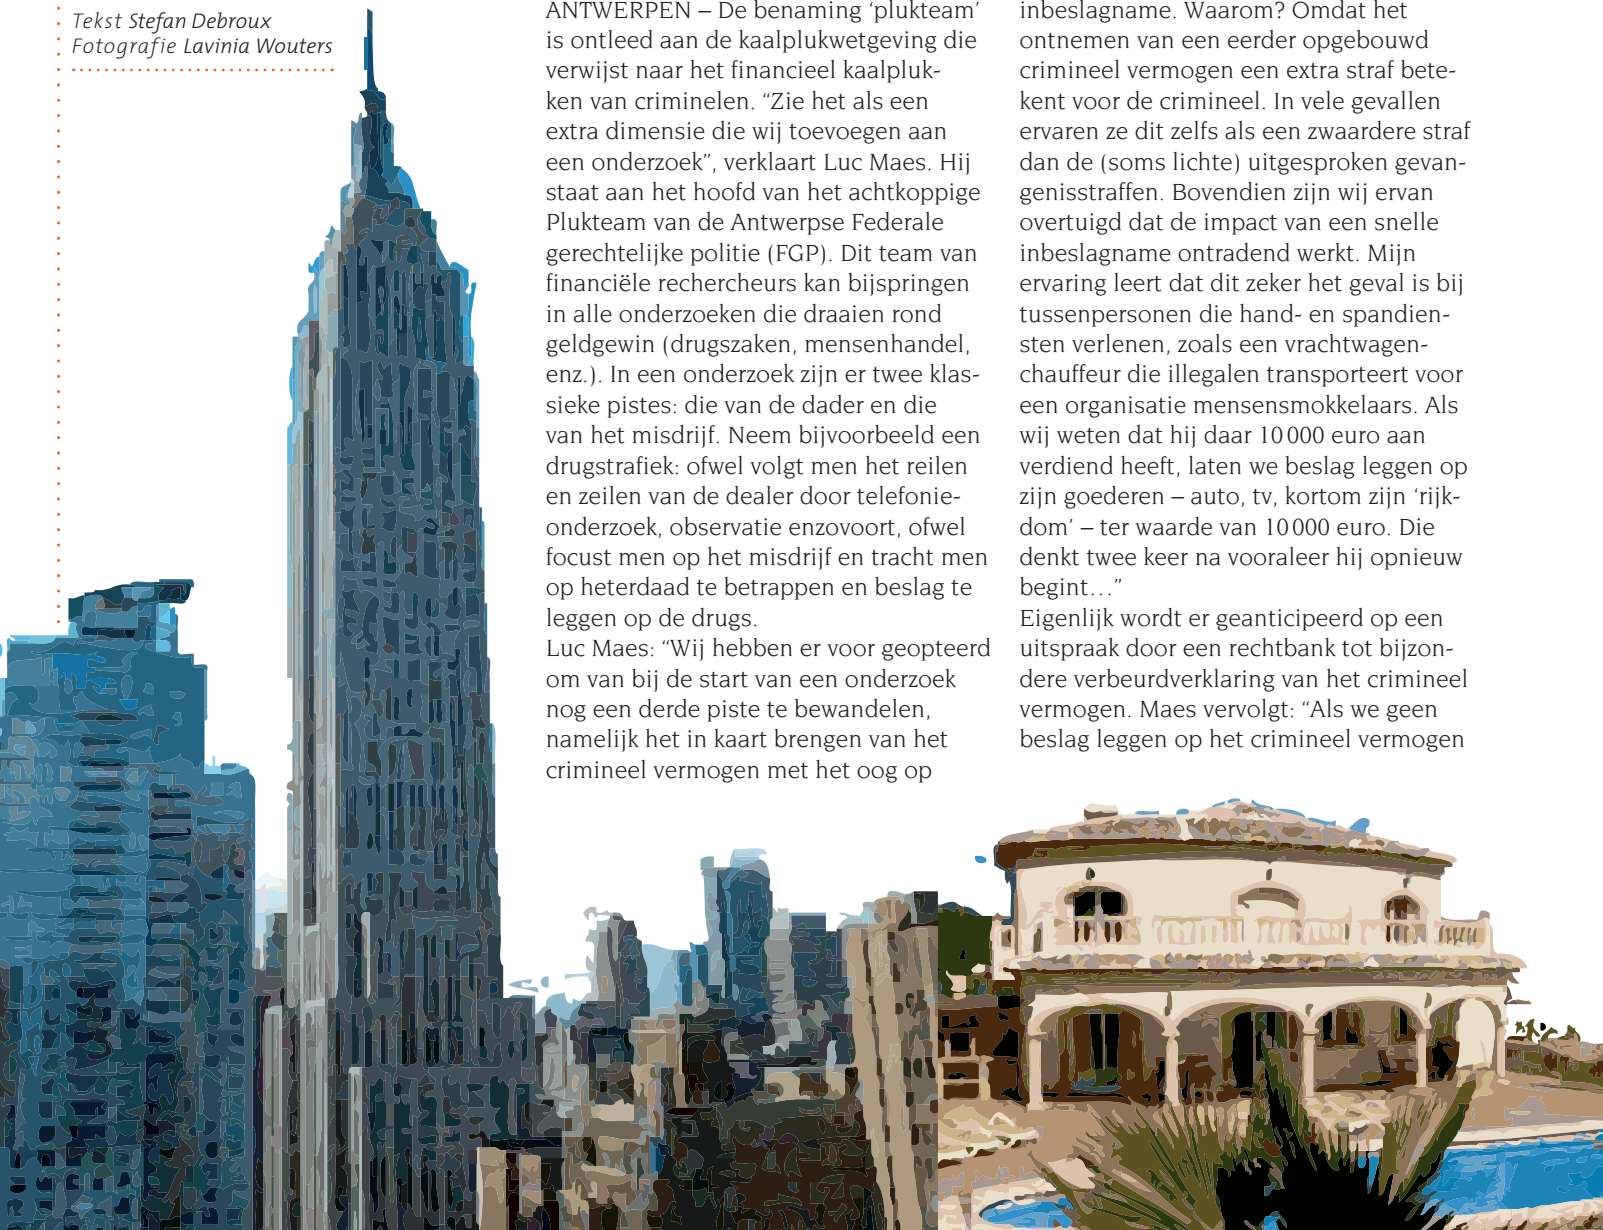 Tekst Stefan Debroux
Fotografie Lavinia Wouters
ANTWERPEN – De benaming ‘plukteam’
is ontleed aan de kaalplukwetgeving die
verwijst naar het financieel kaalpluk-
ken van criminelen. “Zie het als een
extra dimensie die wij toevoegen aan
een onderzoek”, verklaart Luc Maes. Hij
staat aan het hoofd van het achtkoppige
Plukteam van de Antwerpse Federale
gerechtelijke politie (FGP). Dit team van
financiële rechercheurs kan bijspringen
in alle onderzoeken die draaien rond
geldgewin (drugszaken, mensenhandel,
enz.). In een onderzoek zijn er twee klas-
sieke pistes: die van de dader en die
van het misdrijf. Neem bijvoorbeeld een
drugstrafiek: ofwel volgt men het reilen
en zeilen van de dealer door telefonie-
onderzoek, observatie enzovoort, ofwel
focust men op het misdrijf en tracht men
op heterdaad te betrappen en beslag te
leggen op de drugs.
Luc Maes: “Wij hebben er voor geopteerd
om van bij de start van een onderzoek
nog een derde piste te bewandelen,
namelijk het in kaart brengen van het
crimineel vermogen met het oog op
inbeslagname. Waarom? Omdat het
ontnemen van een eerder opgebouwd
crimineel vermogen een extra straf bete-
kent voor de crimineel. In vele gevallen
ervaren ze dit zelfs als een zwaardere straf
dan de (soms lichte) uitgesproken gevan-
genisstraffen. Bovendien zijn wij ervan
overtuigd dat de impact van een snelle
inbeslagname ontradend werkt. Mijn
ervaring leert dat dit zeker het geval is bij
tussenpersonen die hand- en spandien-
sten verlenen, zoals een vrachtwagen-
chauffeur die illegalen transporteert voor
een organisatie mensensmokkelaars. Als
wij weten dat hij daar 10 000 euro aan
verdiend heeft, laten we beslag leggen op
zijn goederen – auto, tv, kortom zijn ‘rijk-
dom’ – ter waarde van 10 000 euro. Die
denkt twee keer na vooraleer hij opnieuw
begint…”
Eigenlijk wordt er geanticipeerd op een
uitspraak door een rechtbank tot bijzon-
dere verbeurdverklaring van het crimineel
vermogen. Maes vervolgt: “Als we geen
beslag leggen op het crimineel vermogen